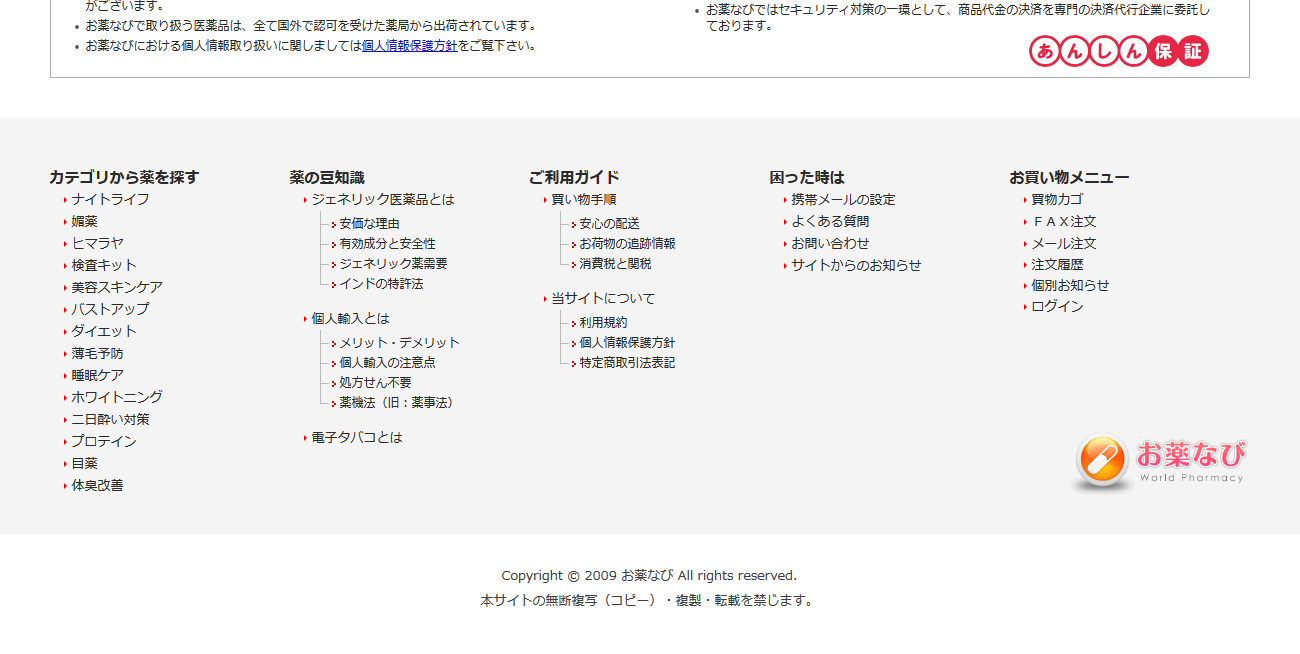 がございます。
お薬なびで取り扱う医薬品は、全て国外で認可を受けた薬局から出荷されています。
お薬なびにおける個人情報取り扱いに関しましては個人情報保護方針をご覧下さい。
お薬なびではセキュリティ対策の一環として、商品代金の決済を専門の決済代行企業に委託し
ております。
あんしん保証
カテゴリから薬を探す
ナイトライフ
媚薬
ヒマラヤ
検査キット
美容スキンケア
バストアップ
ダイエット
薄毛予防
睡眠ケア
ホワイトニング
二日酔い対策
プロテイン
目薬
体臭改善
薬の豆知識
ジェネリック医薬品とは
安価な理由
有効成分と安全性
ジェネリック薬需要
インドの特許法
個人輸入とは
メリット・デメリット
個人輸入の注意点
処方せん不要
薬機法（旧：薬事法）
電子タバコとは
ご利用ガイド
買い物手順
安心の配送
お荷物の追跡情報
消費税と関税
当サイトについて
利用規約
個人情報保護方針
特定商取引法表記
困った時は
携帯メールの設定
よくある質問
お問い合わせ
サイトからのお知らせ
お買い物メニュー
買物カゴ
ＦＡＸ注文
メール注文
注文履歴
個別お知らせ
ログイン
お薬なび
World Pharmacy
Copyright © 2009 お薬なび All rights reserved.
本サイトの無断複写（コピー）・複製・転載を禁じます。